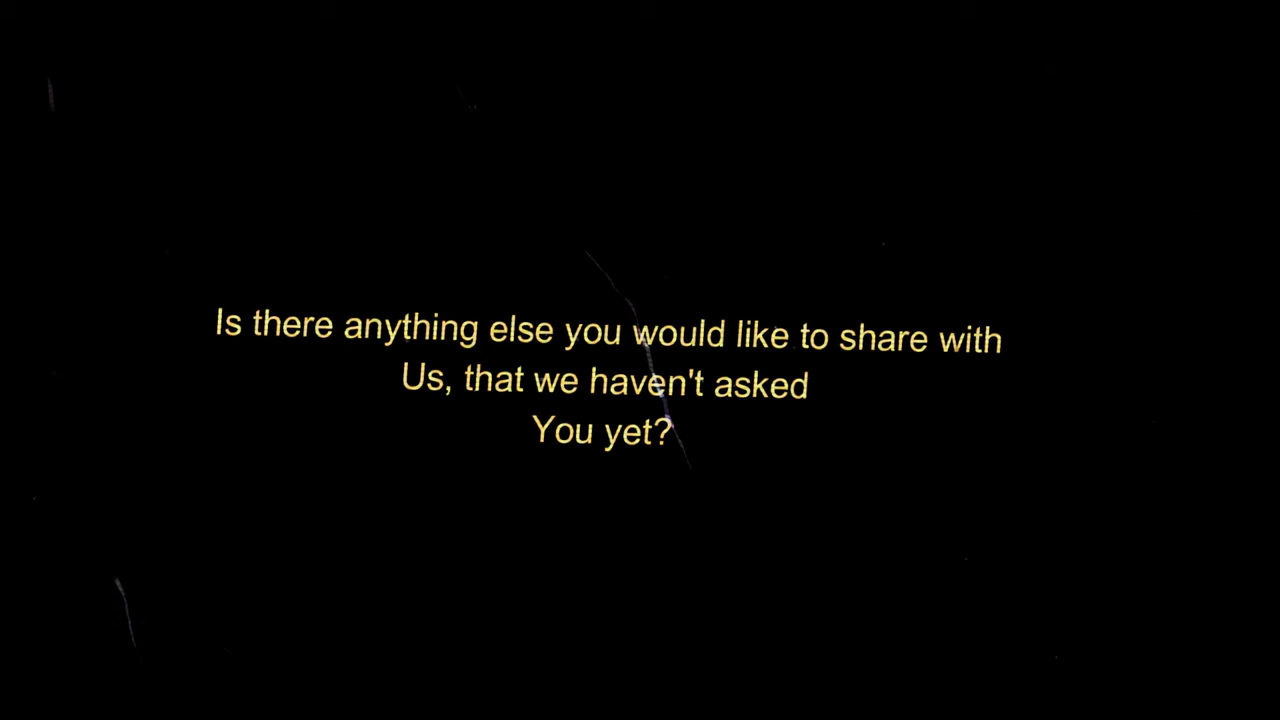 Is there anything else you would like to share with
Us, that we haven't asked
You yet?